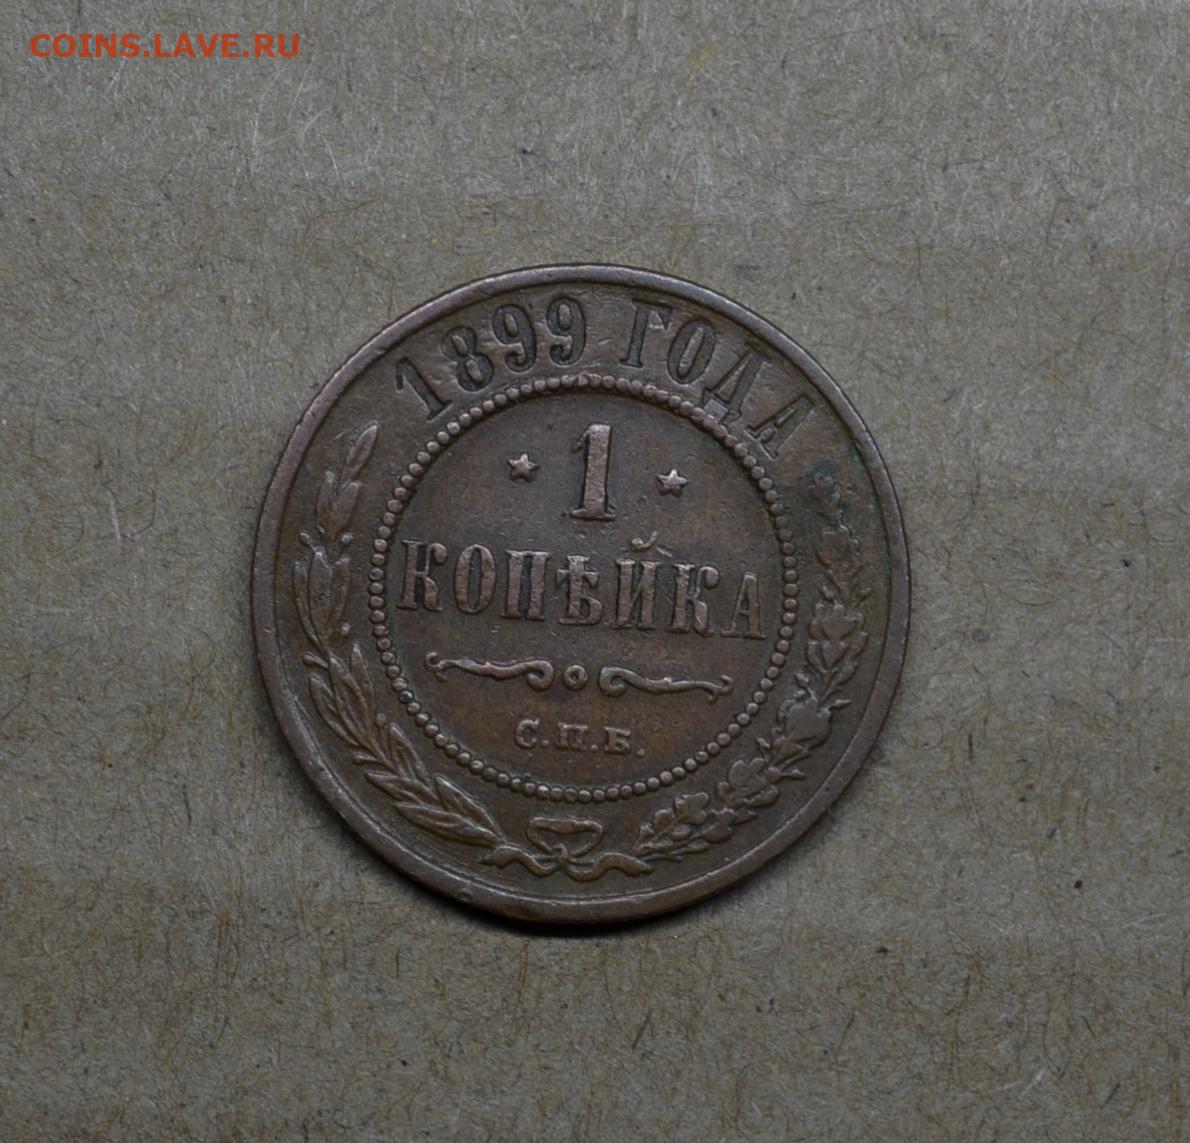 COINS.LAVE.RU
1899 ГОДА
1
КОПѢЙКА
С.П.Б.